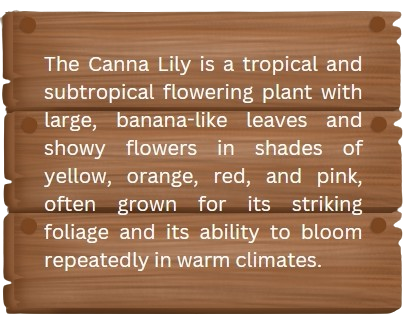 The Canna Lily is a tropical and
subtropical flowering plant with
large, banana-like leaves and
showy flowers in shades of
yellow, orange, red, and pink,
often grown for its striking
foliage and its ability to bloom
repeatedly in warm climates.